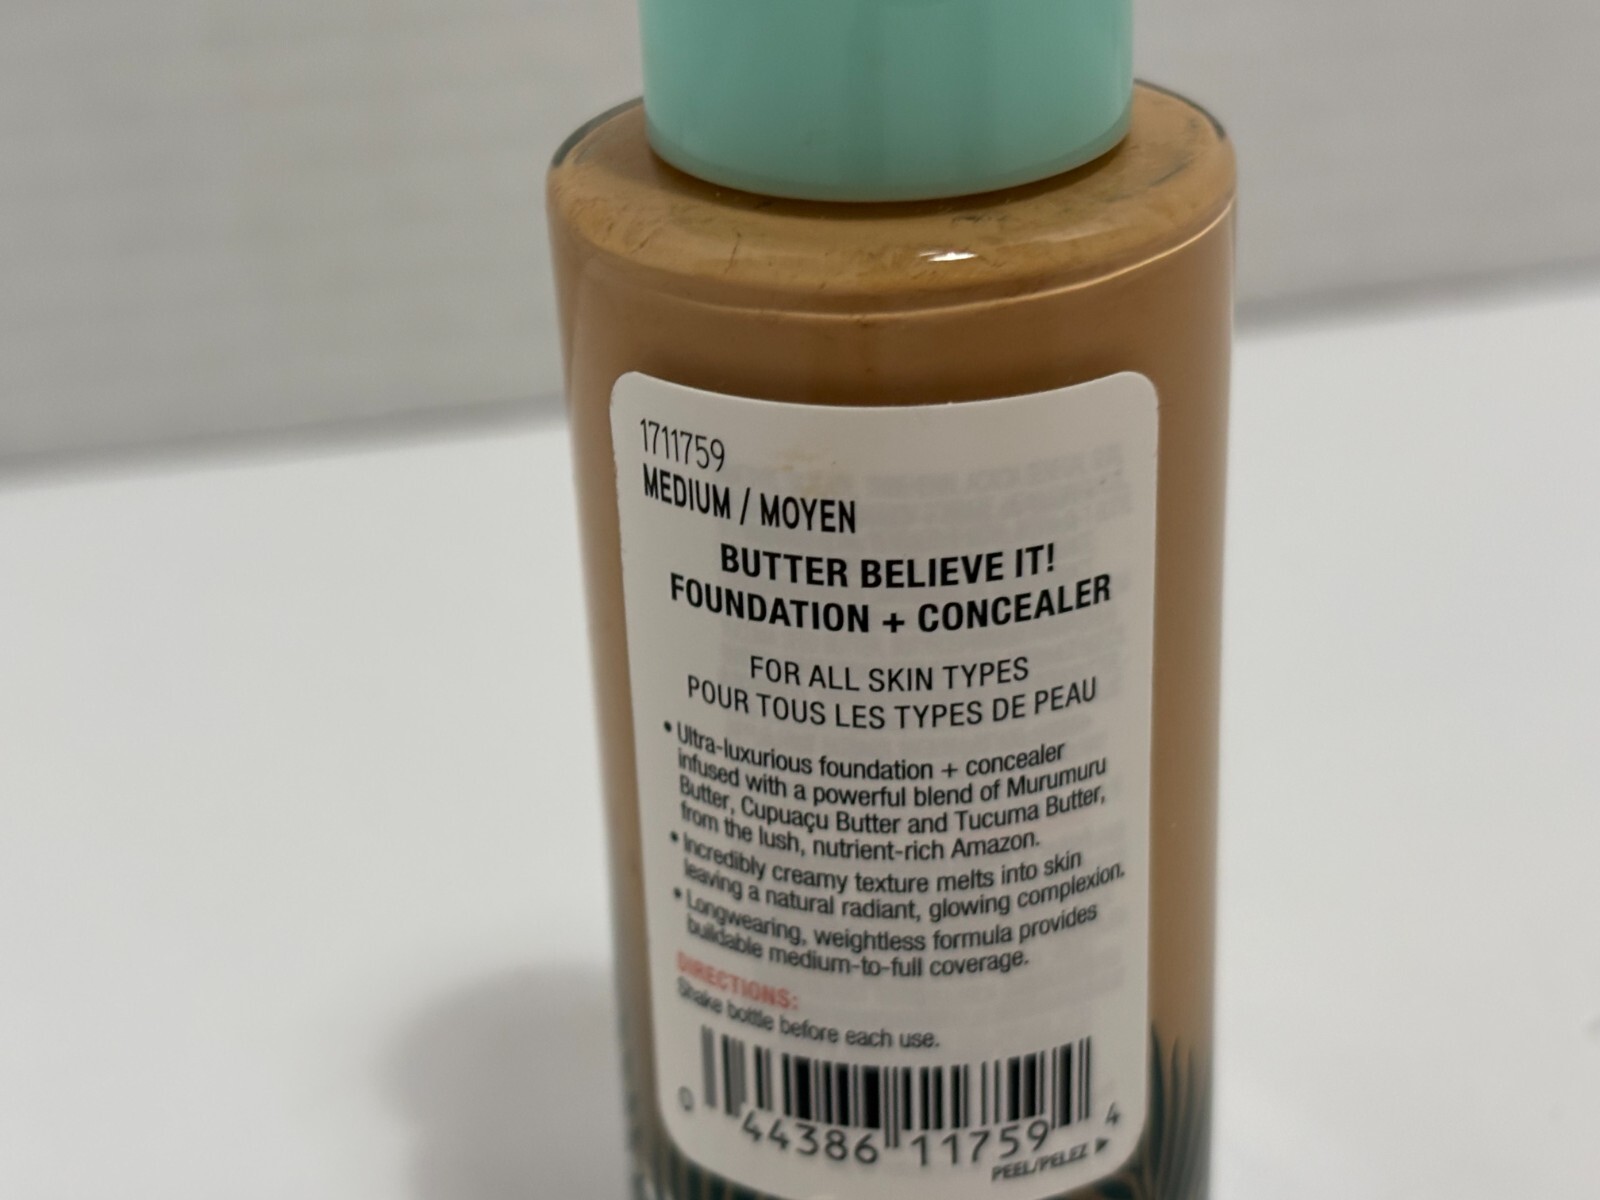 1711759
MEDIUM / MOYEN
BUTTER BELIEVE IT!
FOUNDATION + CONCEALER
FOR ALL SKIN TYPES
POUR TOUS LES TYPES DE PEAU
• Ultra-luxurious foundation + concealer
infused with a powerful blend of Murumuru
Butter, Cupuaçu Butter and Tucuma Butter,
from the lush, nutrient-rich Amazon.
• Incredibly creamy texture melts into skin
leaving a natural radiant, glowing complexion.
• Longwearing, weightless formula provides
buildable medium-to-full coverage.
DIRECTIONS:
Shake bottle before each use.
0 44386 11759 4
PEEL/PELEZ ▶